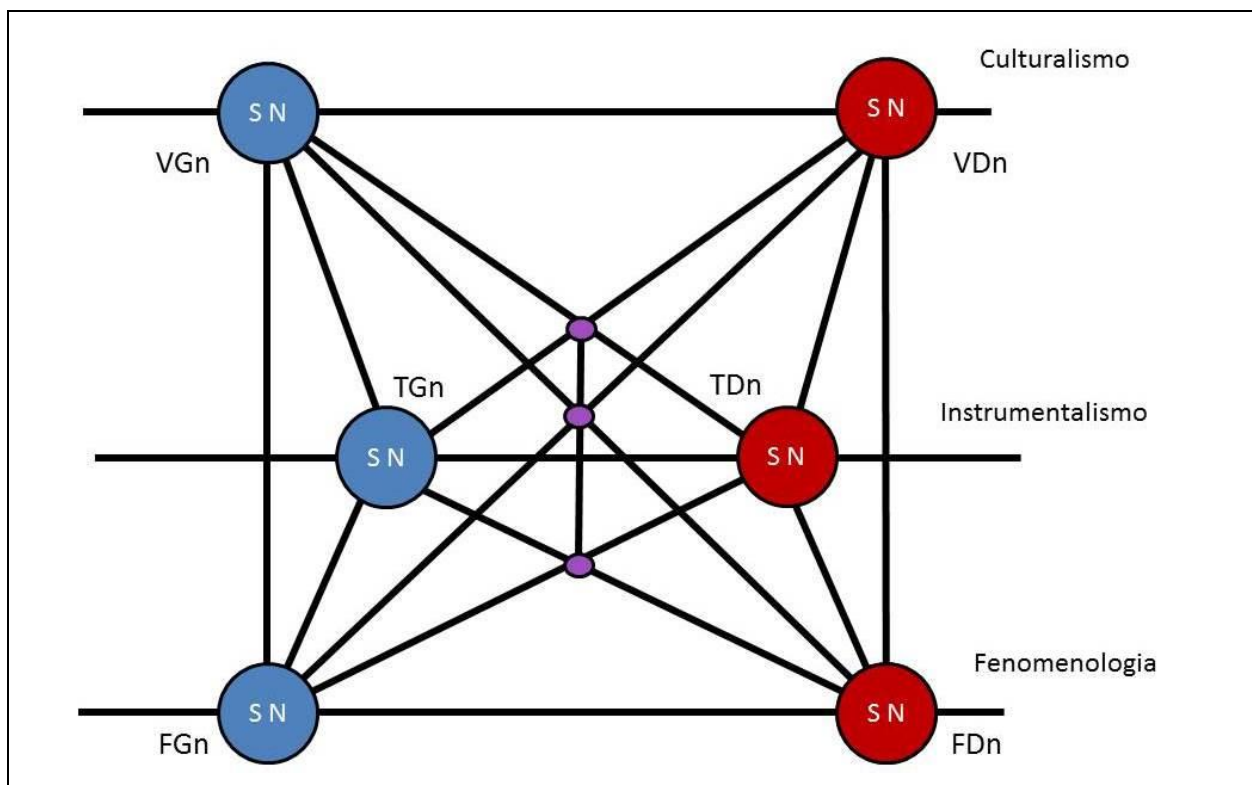 Culturalismo
S N
S N
VGn
VDn
TGn
TDn
Instrumentalismo
S N
S N
Fenomenologia
S N
S N
FGn
FDn